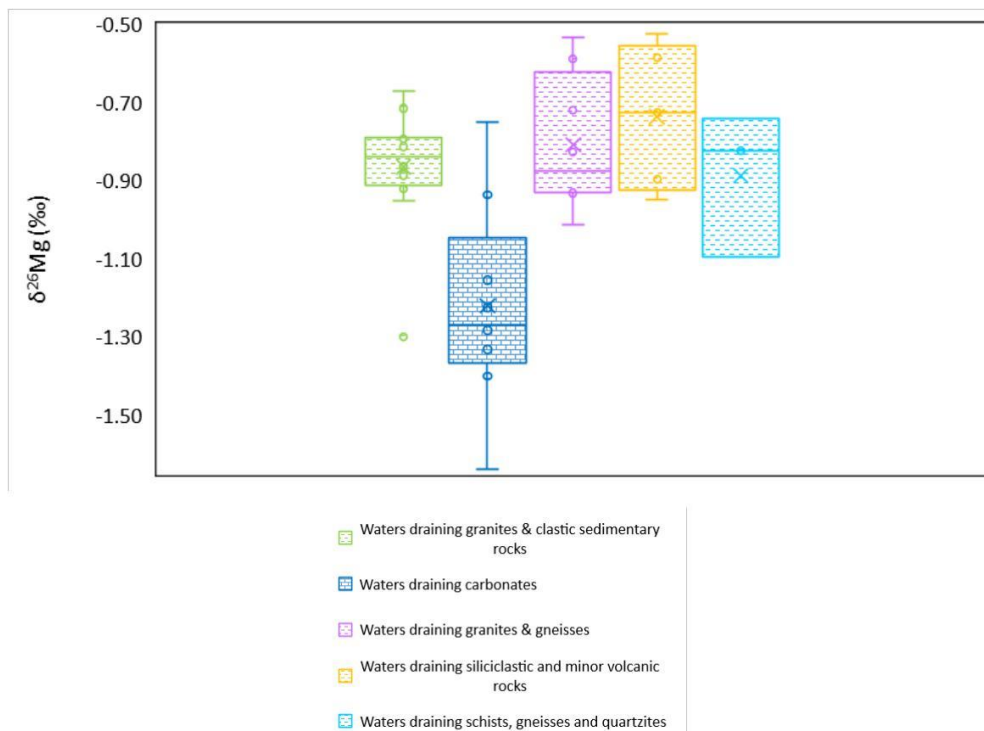 -0.50
-0.70
-0.90
-1.10
-1.30
-1.50
δ²⁶Mg (‰)
Waters draining granites & clastic sedimentary
rocks
Waters draining carbonates
Waters draining granites & gneisses
Waters draining siliciclastic and minor volcanic
rocks
Waters draining schists, gneisses and quartzites